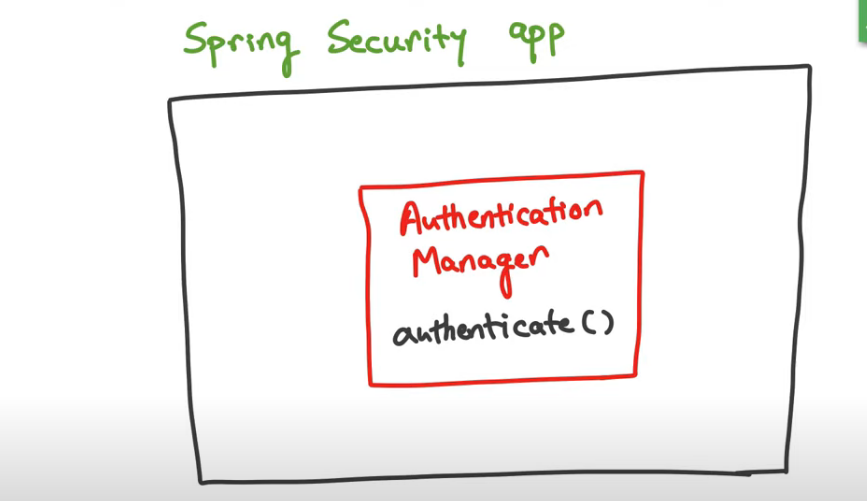 Spring Security app
Authentication
Manager
authenticate()